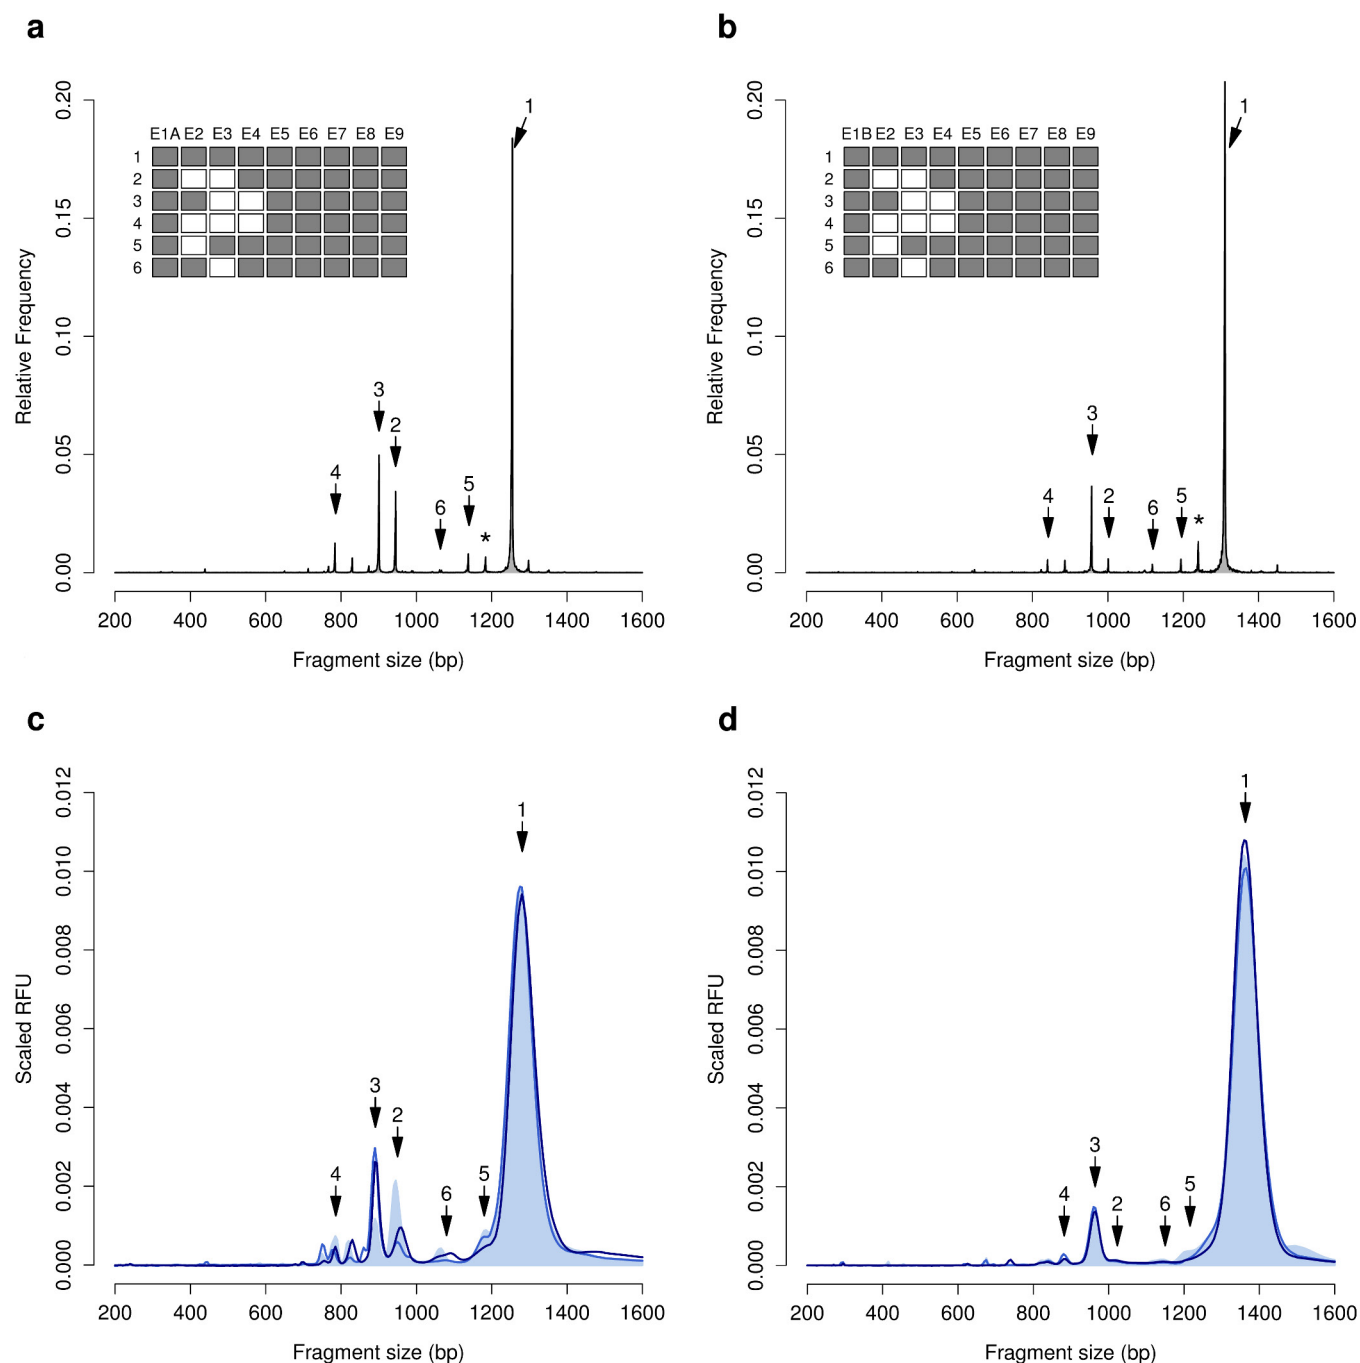 a
Relative Frequency
0.20
0.15
0.10
0.05
0.00
E1A E2 E3 E4 E5 E6 E7 E8 E9
1
2
3
4
5
6
1
3
2
4
5
6
*
200 400 600 800 1000 1200 1400 1600
Fragment size (bp)
b
Relative Frequency
0.20
0.15
0.10
0.05
0.00
E1B E2 E3 E4 E5 E6 E7 E8 E9
1
2
3
4
5
6
1
3
4 2 6 5
*
200 400 600 800 1000 1200 1400 1600
Fragment size (bp)
c
Scaled RFU
0.012
0.010
0.008
0.006
0.004
0.002
0.000
1
3
2
4 5
6
200 400 600 800 1000 1200 1400 1600
Fragment size (bp)
d
Scaled RFU
0.012
0.010
0.008
0.006
0.004
0.002
0.000
1
3
5
4 2 6
200 400 600 800 1000 1200 1400 1600
Fragment size (bp)